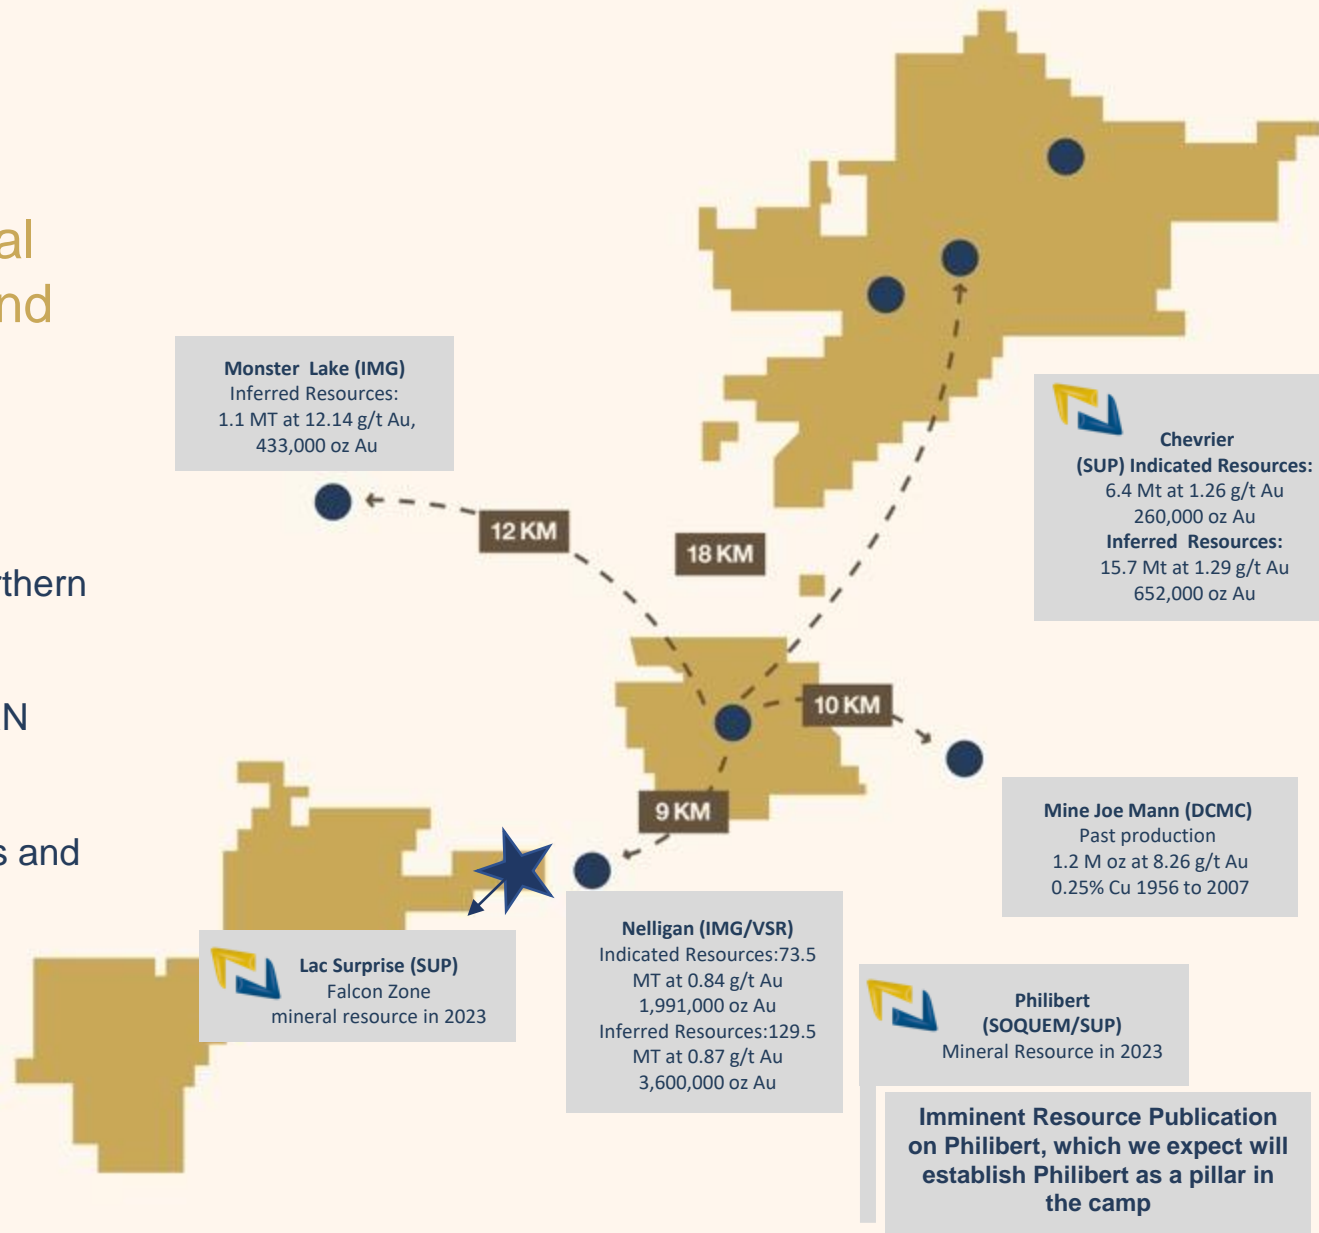 al
nd
rthern
N
s and
Monster Lake (IMG)
Inferred Resources:
1.1 MT at 12.14 g/t Au,
433,000 oz Au
12 KM
18 KM
Chevrier
(SUP) Indicated Resources:
6.4 Mt at 1.26 g/t Au
260,000 oz Au
Inferred Resources:
15.7 Mt at 1.29 g/t Au
652,000 oz Au
10 KM
9 KM
Mine Joe Mann (DCMC)
Past production
1.2 M oz at 8.26 g/t Au
0.25% Cu 1956 to 2007
Lac Surprise (SUP)
Falcon Zone
mineral resource in 2023
Nelligan (IMG/VSR)
Indicated Resources:73.5
MT at 0.84 g/t Au
1,991,000 oz Au
Inferred Resources:129.5
MT at 0.87 g/t Au
3,600,000 oz Au
Philibert
(SOQUEM/SUP)
Mineral Resource in 2023
Imminent Resource Publication
on Philibert, which we expect will
establish Philibert as a pillar in
the camp